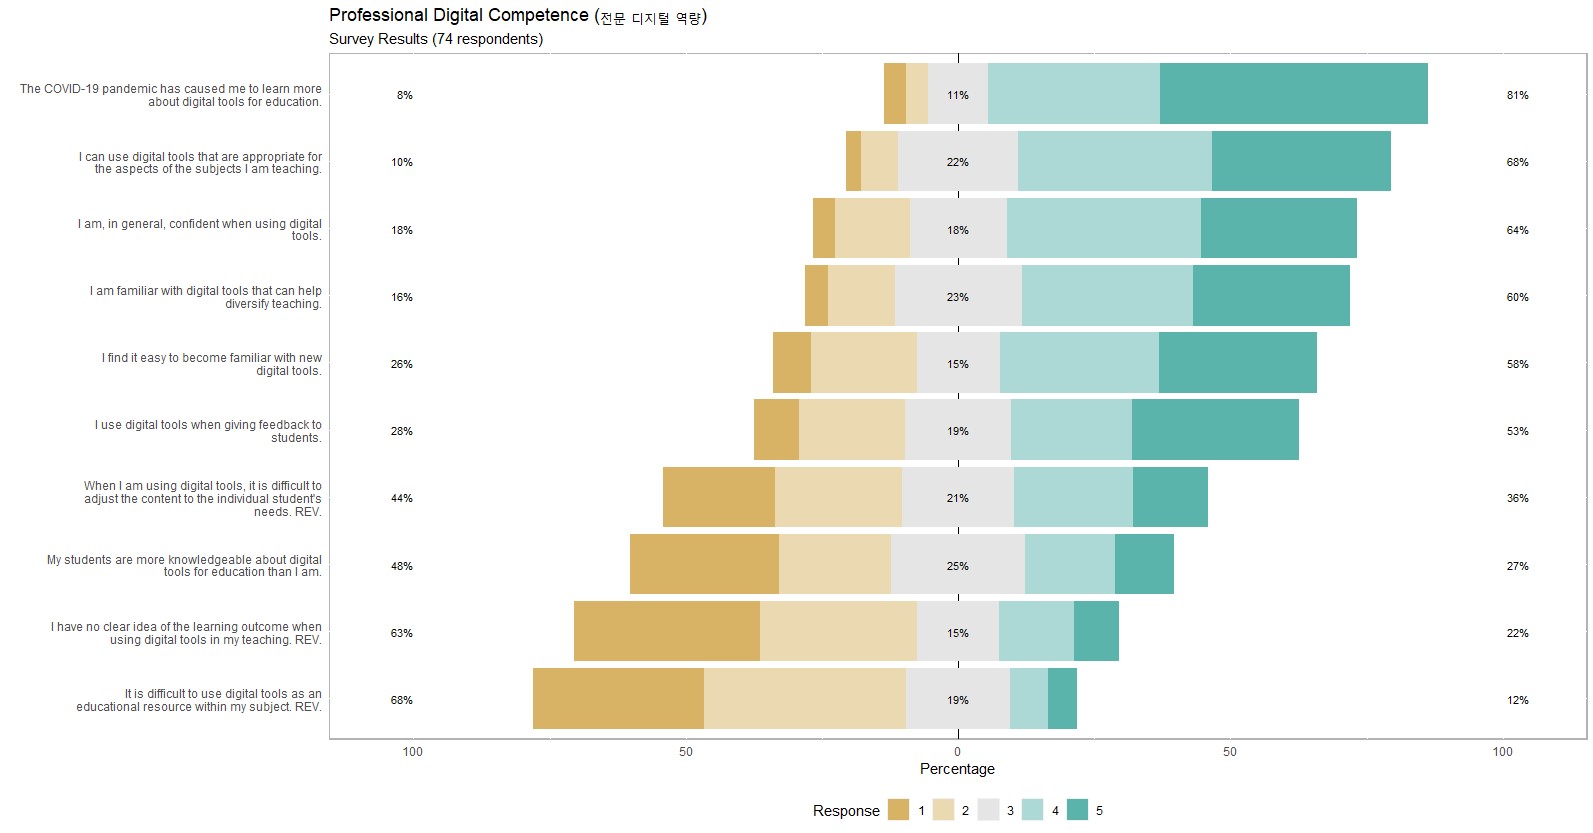 Professional Digital Competence (전문 디지털 역량)
Survey Results (74 respondents)
The COVID-19 pandemic has caused me to learn more
about digital tools for education.
8%
11%
81%
I can use digital tools that are appropriate for
the aspects of the subjects I am teaching.
10%
22%
68%
I am, in general, confident when using digital
tools.
18%
18%
64%
I am familiar with digital tools that can help
diversify teaching.
16%
23%
60%
I find it easy to become familiar with new
digital tools.
26%
15%
58%
I use digital tools when giving feedback to
students.
28%
19%
53%
When I am using digital tools, it is difficult to
adjust the content to the individual student's
needs. REV.
44%
21%
36%
My students are more knowledgeable about digital
tools for education than I am.
48%
25%
27%
I have no clear idea of the learning outcome when
using digital tools in my teaching. REV.
63%
15%
22%
It is difficult to use digital tools as an
educational resource within my subject. REV.
68%
19%
12%
100 50 0 50 100
Percentage
Response 1 2 3 4 5